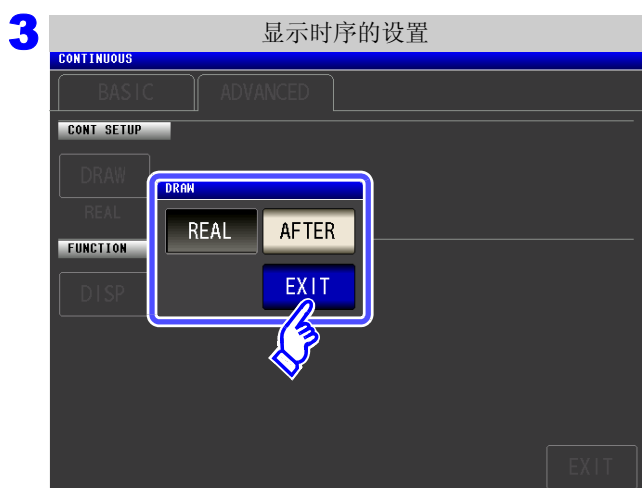 3
显示时序的设置
CONTINUOUS
BASIC ADVANCED
CONT SETUP
DRAW
REAL
DRAW
REAL AFTER
EXIT
FUNCTION
DISP
EXIT